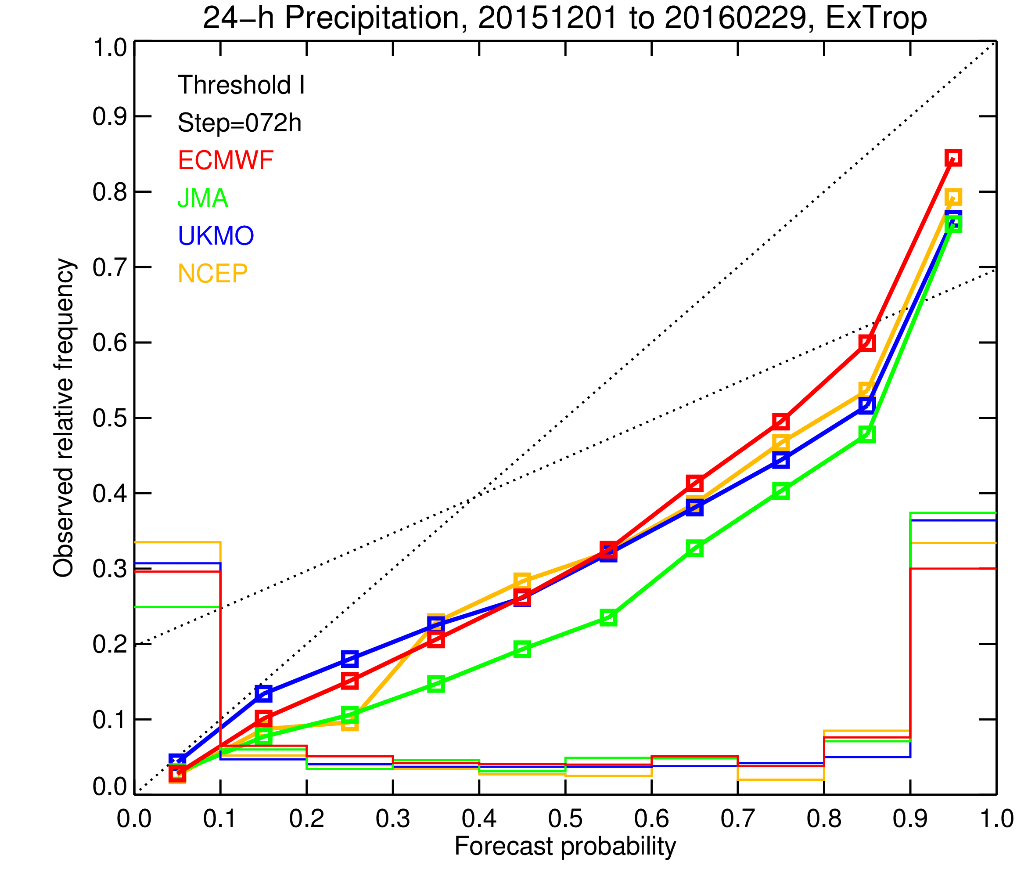 24−h Precipitation, 20151201 to 20160229, ExTrop
1.0
0.9
0.8
0.7
0.6
0.5
0.4
0.3
0.2
0.1
0.0
Observed relative frequency
Threshold I
Step=072h
ECMWF
JMA
UKMO
NCEP
0.0 0.1 0.2 0.3 0.4 0.5 0.6 0.7 0.8 0.9 1.0
Forecast probability